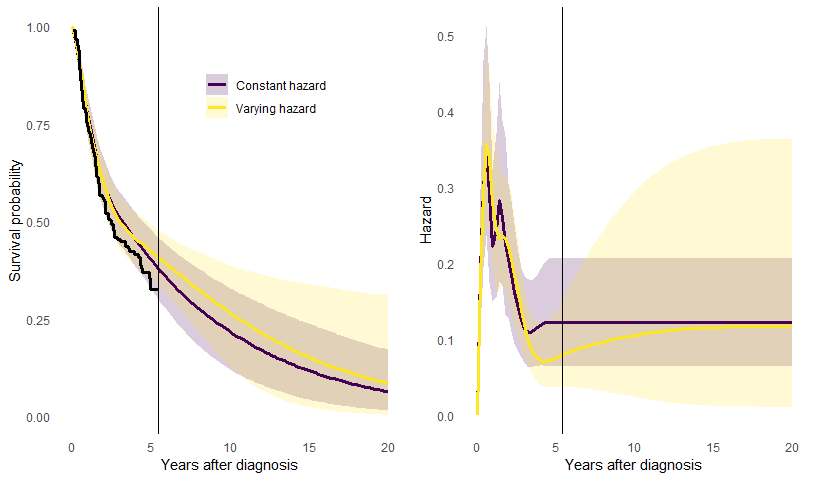 1.00
0.75
0.50
0.25
0.00
Survival probability
Constant hazard
Varying hazard
0 5 10 15 20
Years after diagnosis
0.5
0.4
0.3
0.2
0.1
0.0
Hazard
0 5 10 15 20
Years after diagnosis